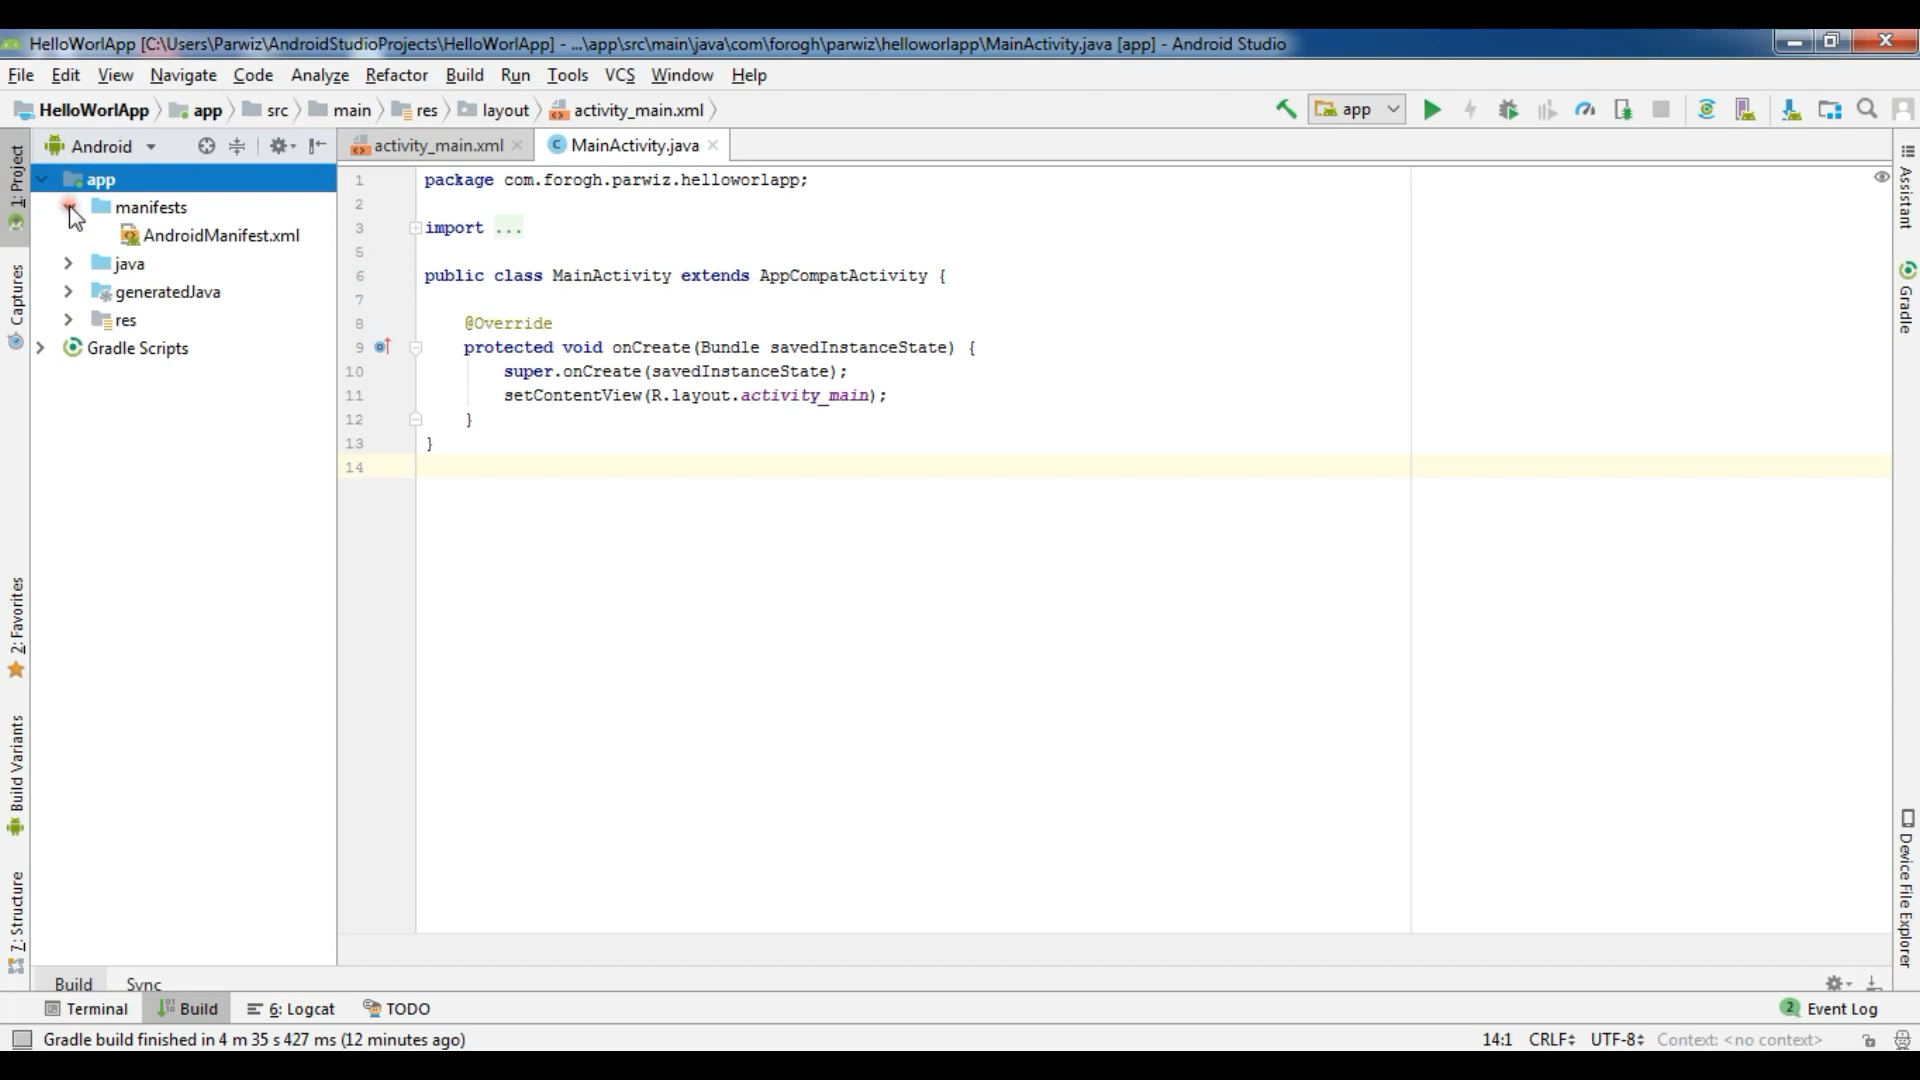 HelloWorlApp [C:\Users\Parwiz\AndroidStudioProjects\HelloWorlApp] - ...\app\src\main\java\com\forogh\parwiz\helloworlapp\MainActivity.java [app] - Android Studio
File Edit View Navigate Code Analyze Refactor Build Run Tools VCS Window Help
HelloWorlApp app src main res layout activity_main.xml app
Android
activity_main.xml MainActivity.java
1: Project
Captures
2: Favorites
Build Variants
7: Structure
app
manifests
AndroidManifest.xml
java
generatedJava
res
Gradle Scripts
1 package com.forogh.parwiz.helloworlapp;
2
3 import ...
5
6 public class MainActivity extends AppCompatActivity {
7
8 @Override
9 protected void onCreate(Bundle savedInstanceState) {
10 super.onCreate(savedInstanceState);
11 setContentView(R.layout.activity_main);
12 }
13 }
14
Assistant
Gradle
Device File Explorer
Build Sync
Terminal Build 6: Logcat TODO 2 Event Log
Gradle build finished in 4 m 35 s 427 ms (12 minutes ago) 14:1 CRLF UTF-8 Context: <no context>